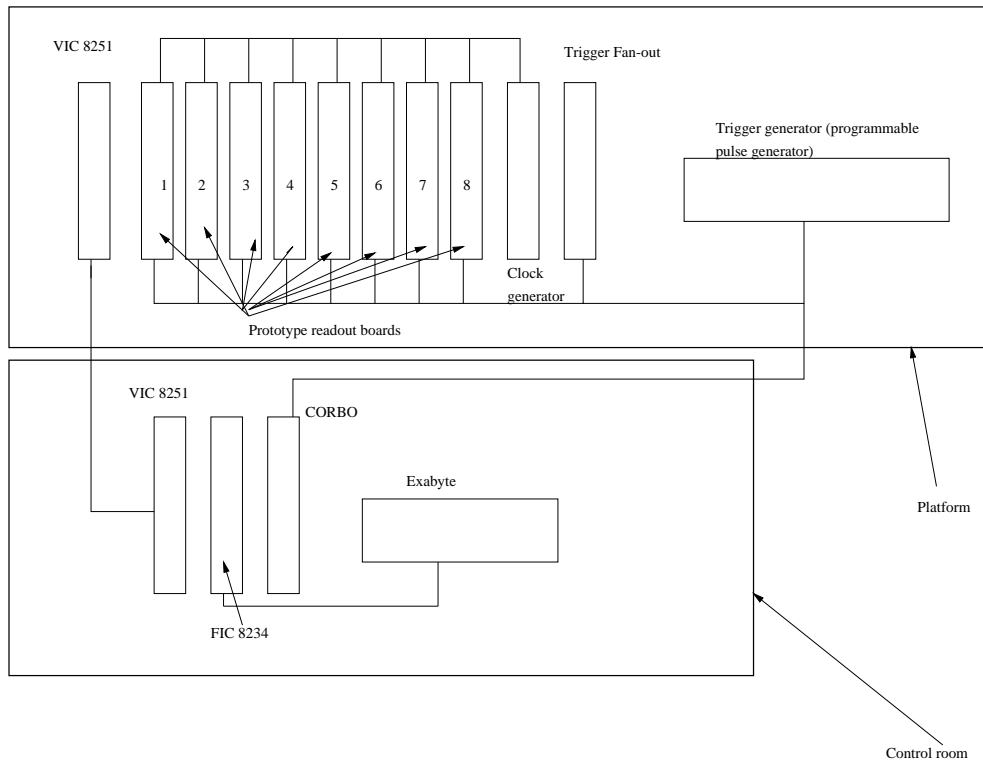 VIC 8251
Trigger Fan-out
Trigger generator (programmable
pulse generator)
1
2
3
4
5
6
7
8
Clock
generator
Prototype readout boards
VIC 8251
CORBO
Exabyte
Platform
FIC 8234
Control room